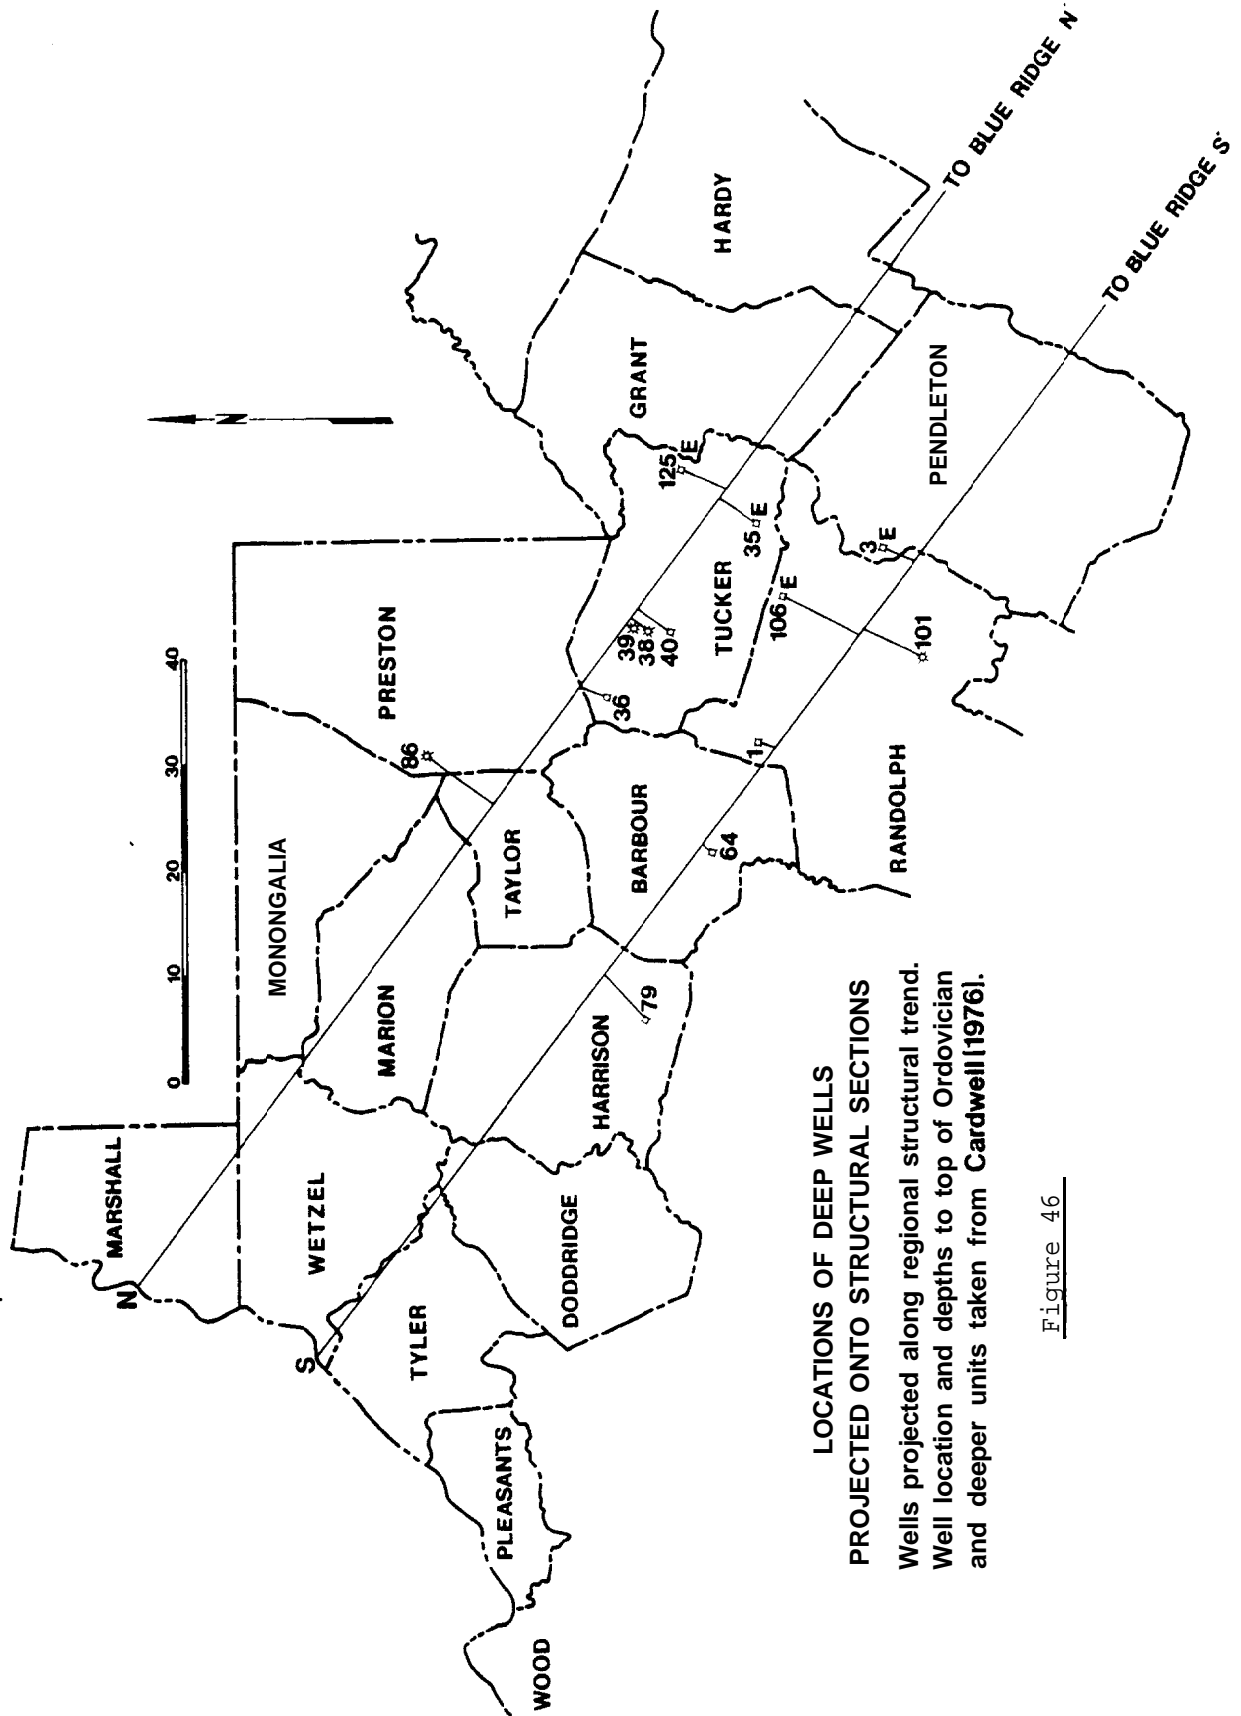 N
0 10 20 30 40
MARSHALL
N
WETZEL
MONONGALIA
PRESTON
S
MARION
86
TYLER
TAYLOR
36
39
38
40
TUCKER
GRANT
HARDY
125 E
35 E
PLEASANTS
DODDRIDGE
HARRISON
79
BARBOUR
64
1
106 E
3 E
101
RANDOLPH
PENDLETON
WOOD
TO BLUE RIDGE N'
TO BLUE RIDGE S'
LOCATIONS OF DEEP WELLS
PROJECTED ONTO STRUCTURAL SECTIONS
Wells projected along regional structural trend.
Well location and depths to top of Ordovician
and deeper units taken from Cardwell [1976].
Figure 46